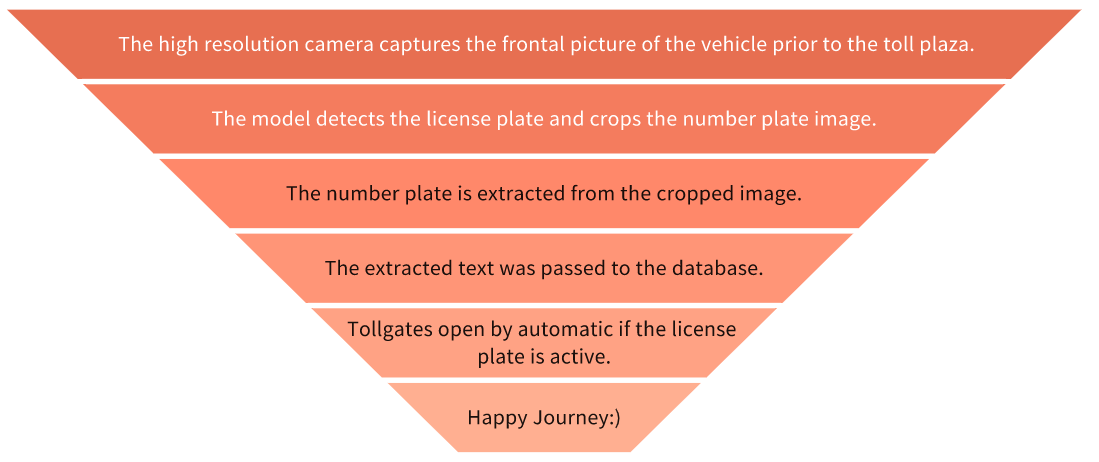 The high resolution camera captures the frontal picture of the vehicle prior to the toll plaza.
The model detects the license plate and crops the number plate image.
The number plate is extracted from the cropped image.
The extracted text was passed to the database.
Tollgates open by automatic if the license
plate is active.
Happy Journey:)